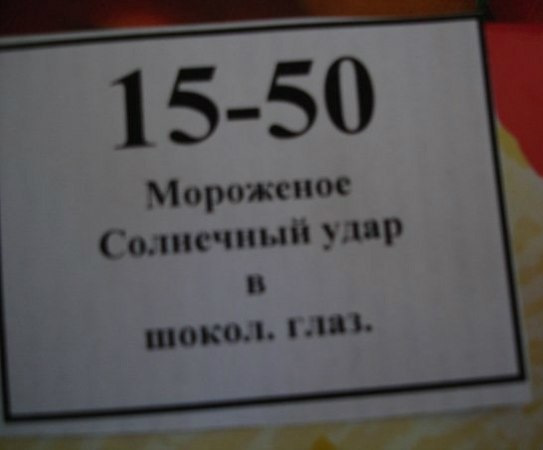 15-50
Мороженое
Солнечный удар
в
шокол. глаз.